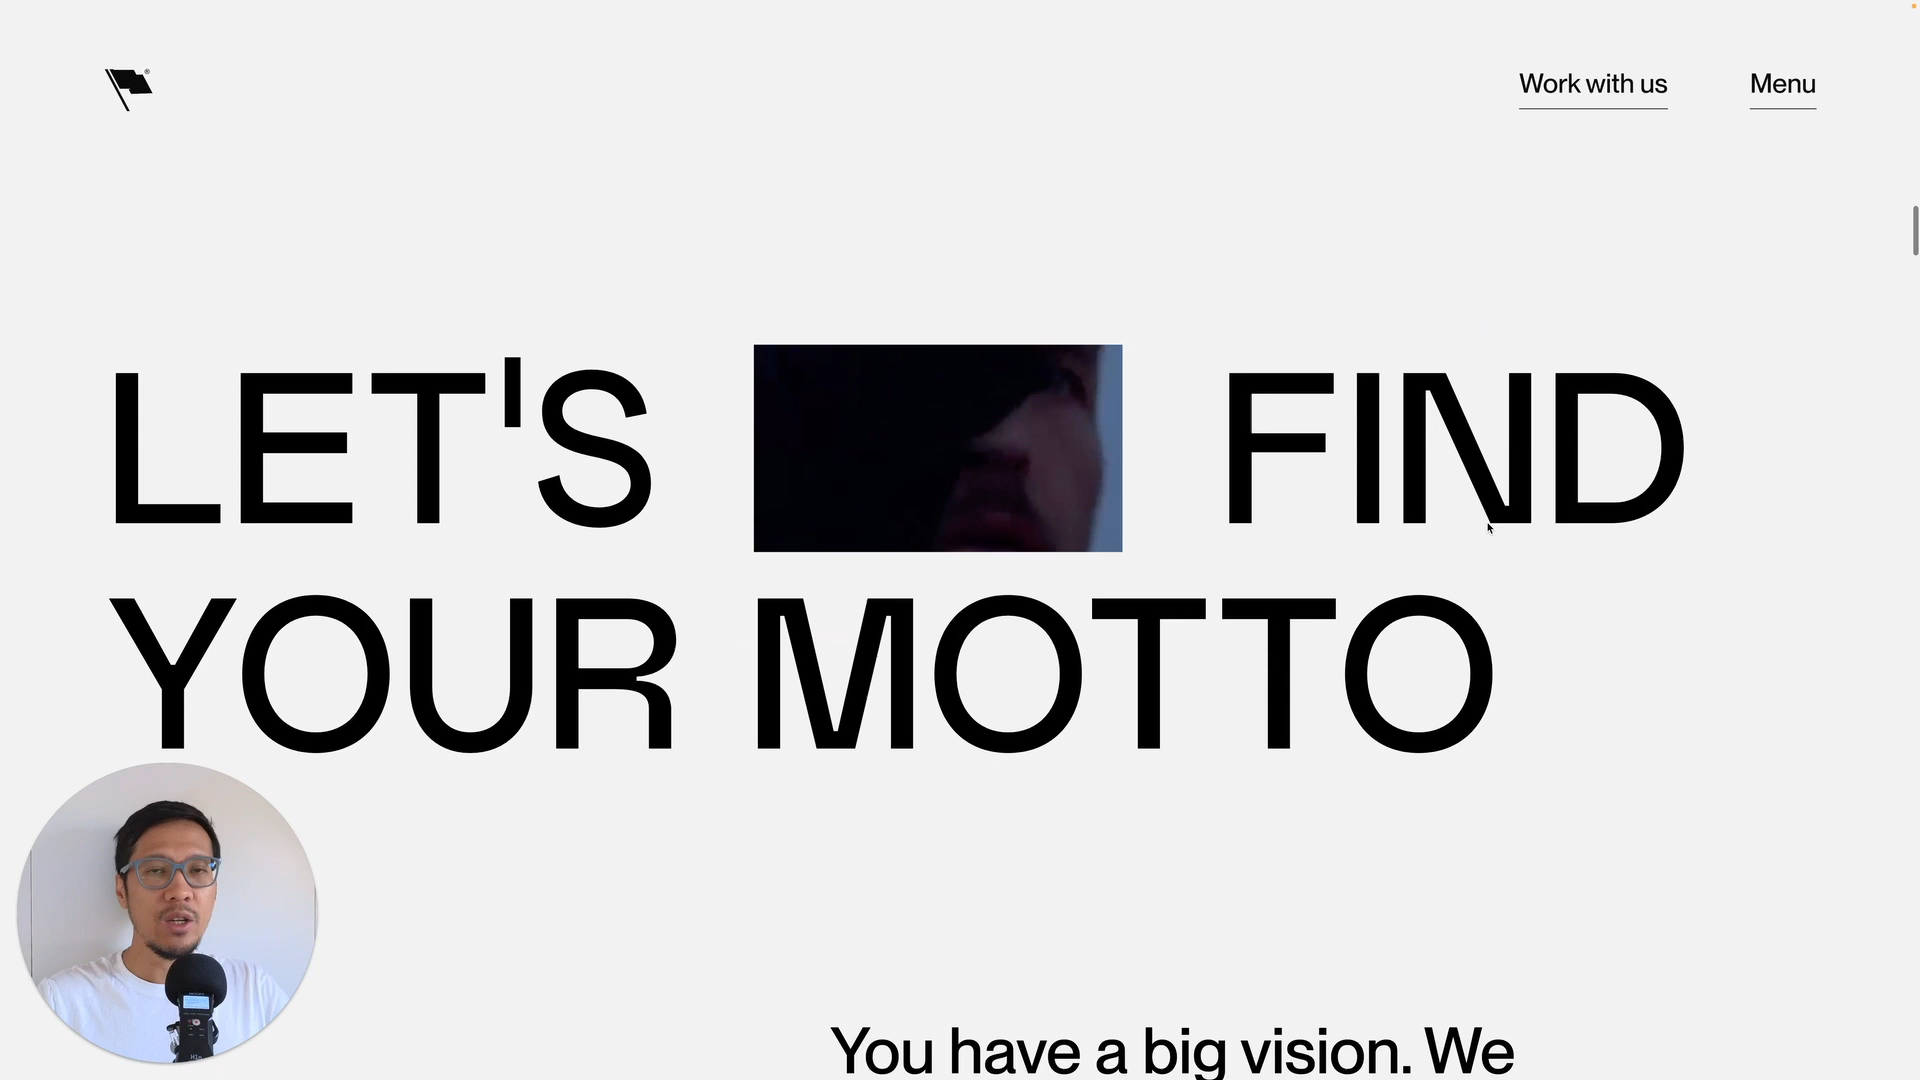 Work with us
Menu
LET'S FIND
YOUR MOTTO
You have a big vision. We